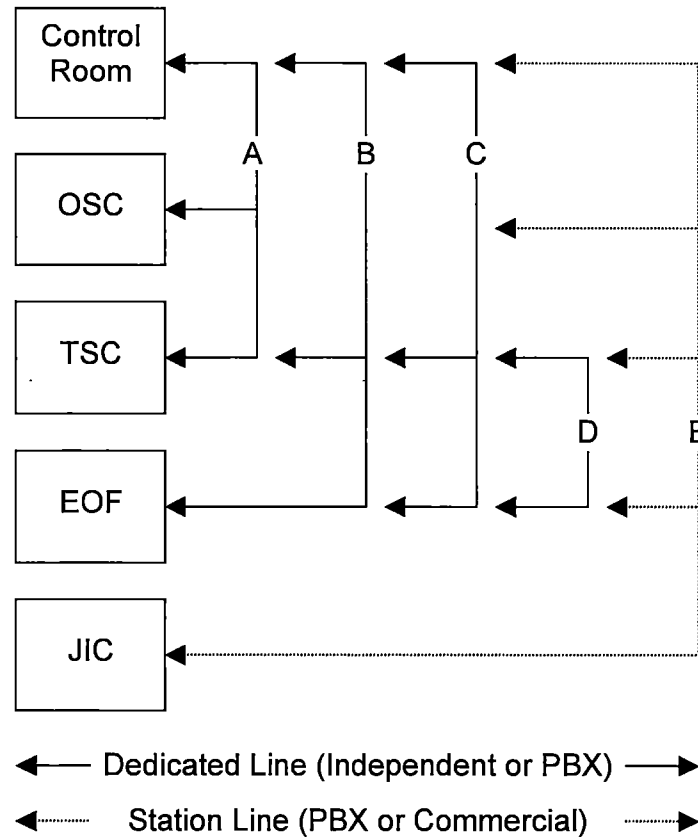 Control
Room
A
B
C
OSC
TSC
D
E
EOF
JIC
Dedicated Line (Independent or PBX)
Station Line (PBX or Commercial)